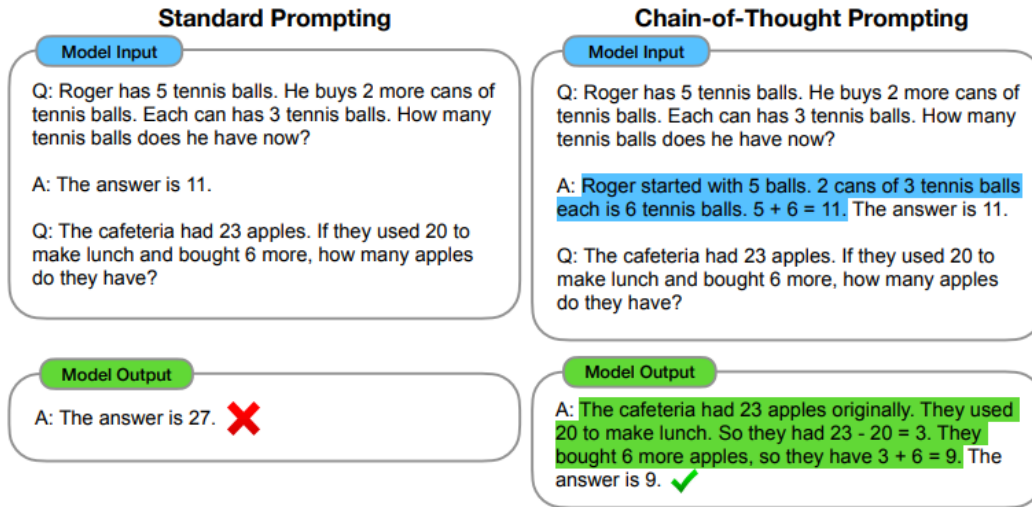 Standard Prompting
Model Input
Q: Roger has 5 tennis balls. He buys 2 more cans of
tennis balls. Each can has 3 tennis balls. How many
tennis balls does he have now?
A: The answer is 11.
Q: The cafeteria had 23 apples. If they used 20 to
make lunch and bought 6 more, how many apples
do they have?
Model Output
A: The answer is 27.
Chain-of-Thought Prompting
Model Input
Q: Roger has 5 tennis balls. He buys 2 more cans of
tennis balls. Each can has 3 tennis balls. How many
tennis balls does he have now?
A: Roger started with 5 balls. 2 cans of 3 tennis balls
each is 6 tennis balls. 5 + 6 = 11. The answer is 11.
Q: The cafeteria had 23 apples. If they used 20 to
make lunch and bought 6 more, how many apples
do they have?
Model Output
A: The cafeteria had 23 apples originally. They used
20 to make lunch. So they had 23 - 20 = 3. They
bought 6 more apples, so they have 3 + 6 = 9. The
answer is 9.